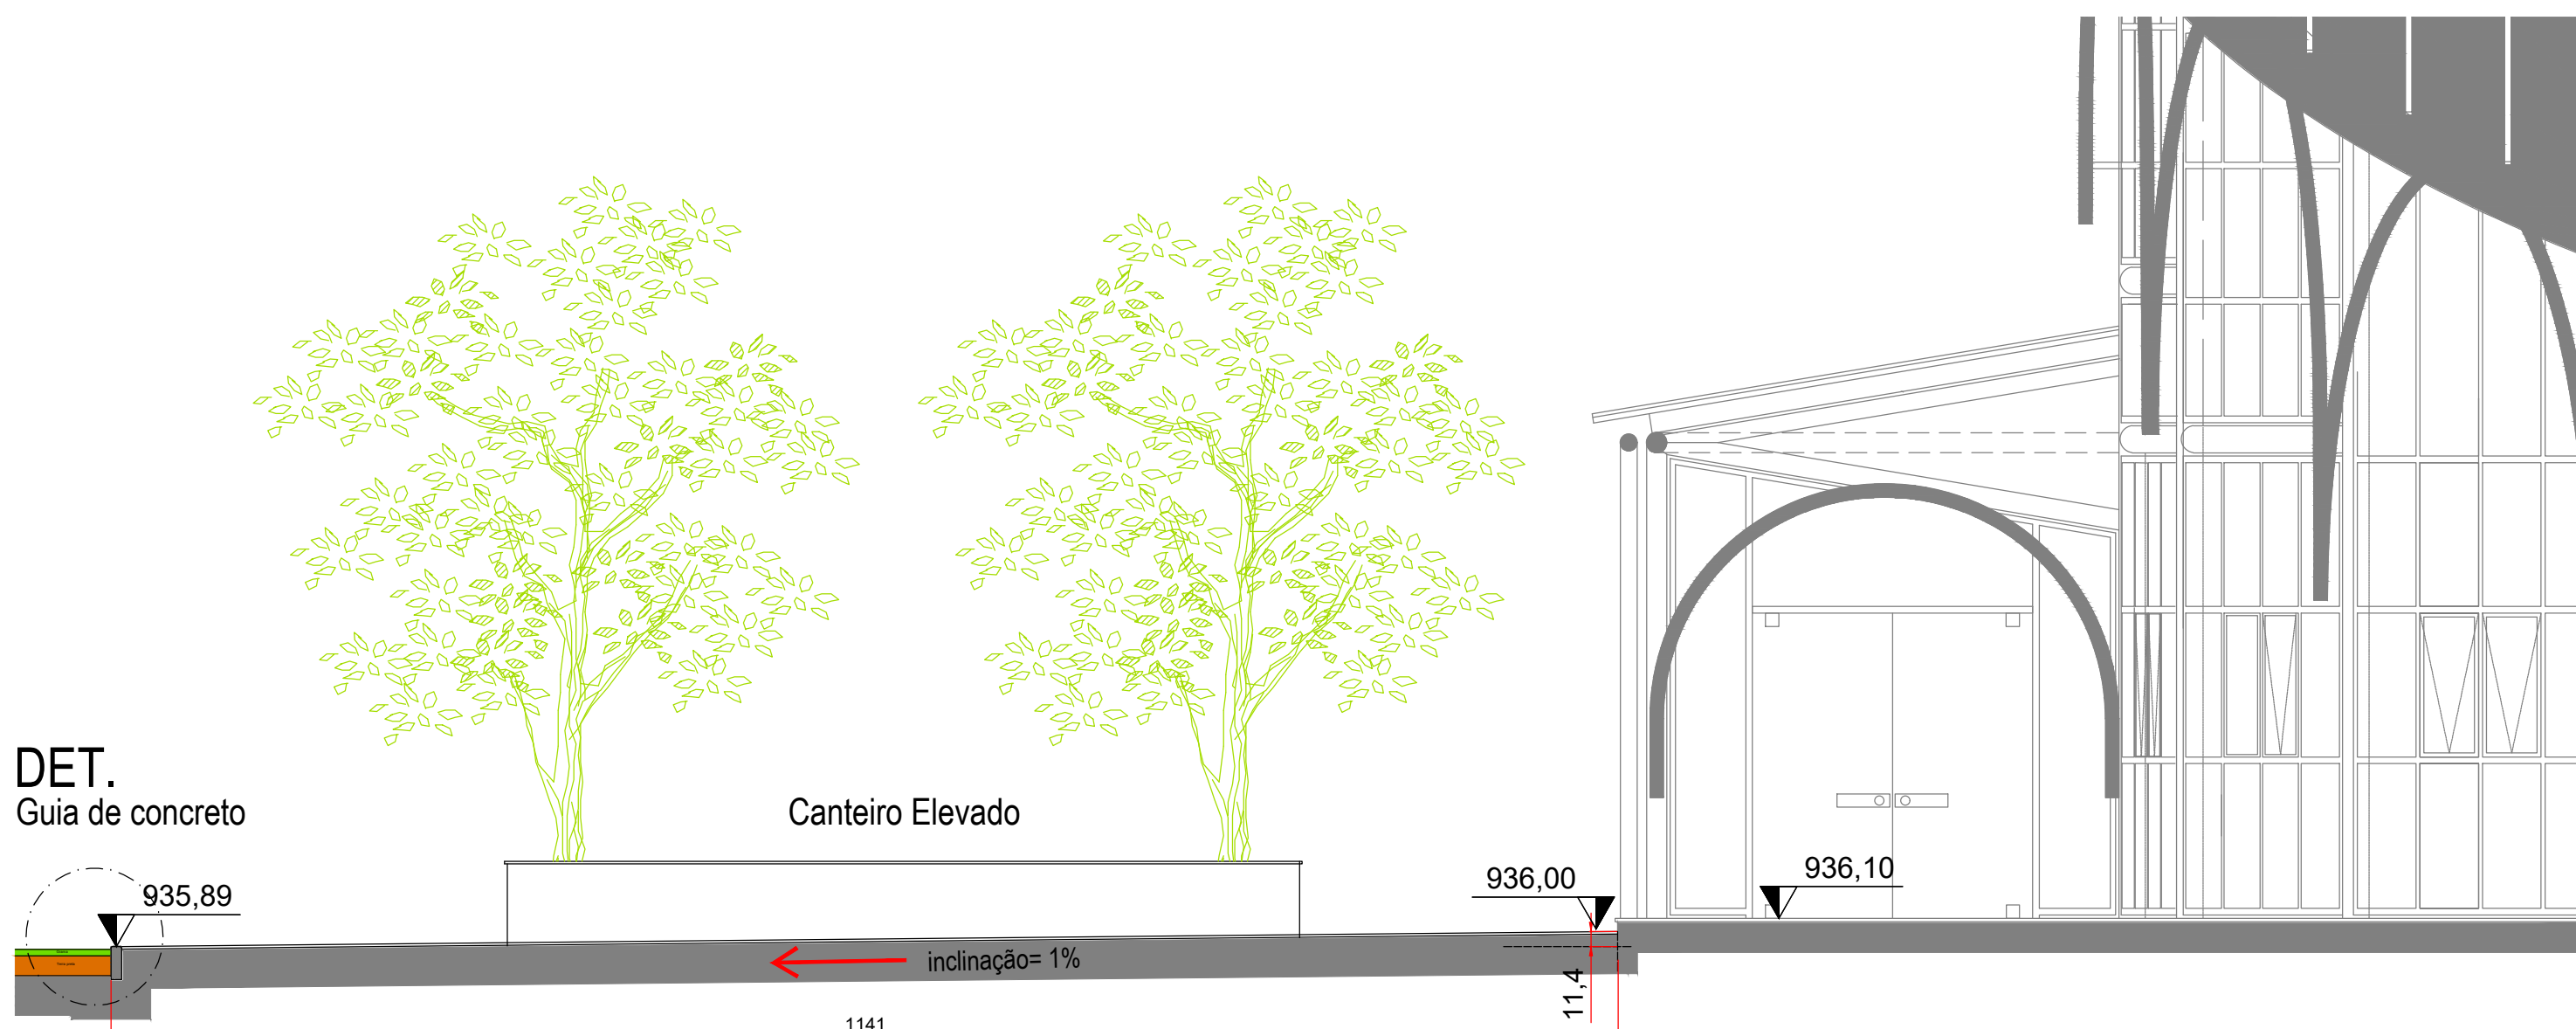 DET.
Guia de concreto
Canteiro Elevado
935,89
936,00
936,10
inclinação= 1%
11,4
1141